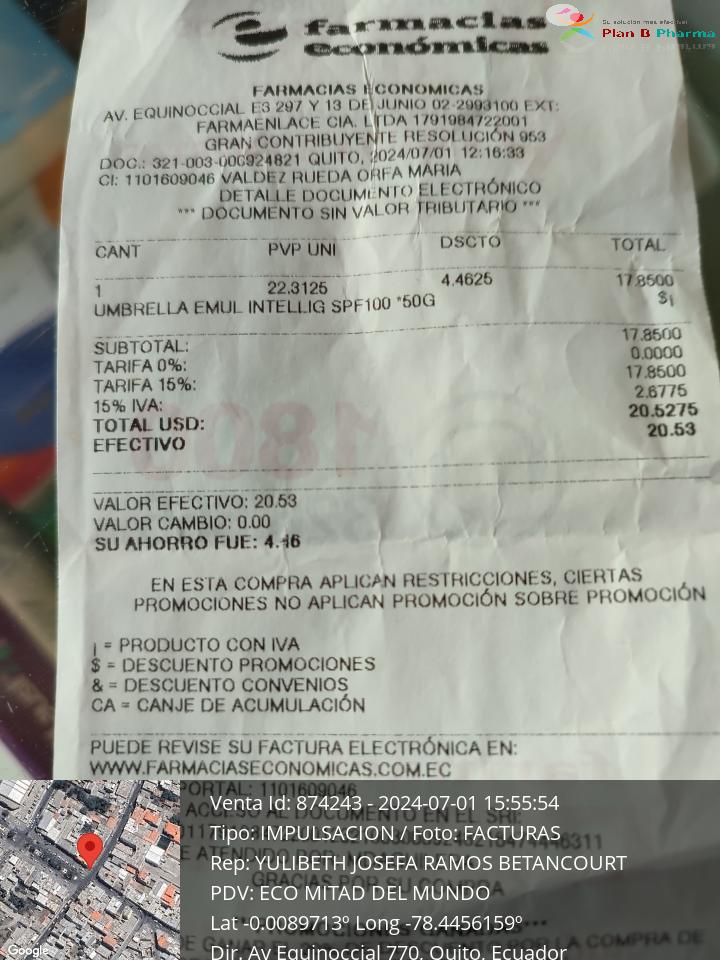 farmacias
económicas
Su solución más efectiva!
Plan B Pharma
FARMACIAS ECONOMICAS
AV. EQUINOCCIAL E3 297 Y 13 DE JUNIO 02-2993100 EXT:
FARMAENLACE CIA. LTDA 1791984722001
GRAN CONTRIBUYENTE RESOLUCIÓN 953
DOC.: 321-003-000924821 QUITO, 2024/07/01 12:16:33
CI: 1101609046 VALDEZ RUEDA ORFA MARIA
DETALLE DOCUMENTO ELECTRÓNICO
*** DOCUMENTO SIN VALOR TRIBUTARIO ***
CANT PVP UNI DSCTO TOTAL
1 22.3125 4.4625 17.8500
UMBRELLA EMUL INTELLIG SPF100 *50G $¡
SUBTOTAL: 17.8500
TARIFA 0%: 0.0000
TARIFA 15%: 17.8500
15% IVA: 2.6775
TOTAL USD: 20.5275
EFECTIVO 20.53
VALOR EFECTIVO: 20.53
VALOR CAMBIO: 0.00
SU AHORRO FUE: 4.46
EN ESTA COMPRA APLICAN RESTRICCIONES, CIERTAS
PROMOCIONES NO APLICAN PROMOCIÓN SOBRE PROMOCIÓN
¡ = PRODUCTO CON IVA
$ = DESCUENTO PROMOCIONES
& = DESCUENTO CONVENIOS
CA = CANJE DE ACUMULACIÓN
PUEDE REVISE SU FACTURA ELECTRÓNICA EN:
WWW.FARMACIASECONOMICAS.COM.EC
PORTAL: 1101609046
Venta Id: 874243 - 2024-07-01 15:55:54
Tipo: IMPULSACION / Foto: FACTURAS
Rep: YULIBETH JOSEFA RAMOS BETANCOURT
PDV: ECO MITAD DEL MUNDO
Lat -0.0089713º Long -78.4456159º
Dir. Av Equinoccial 770, Quito, Ecuador
Google